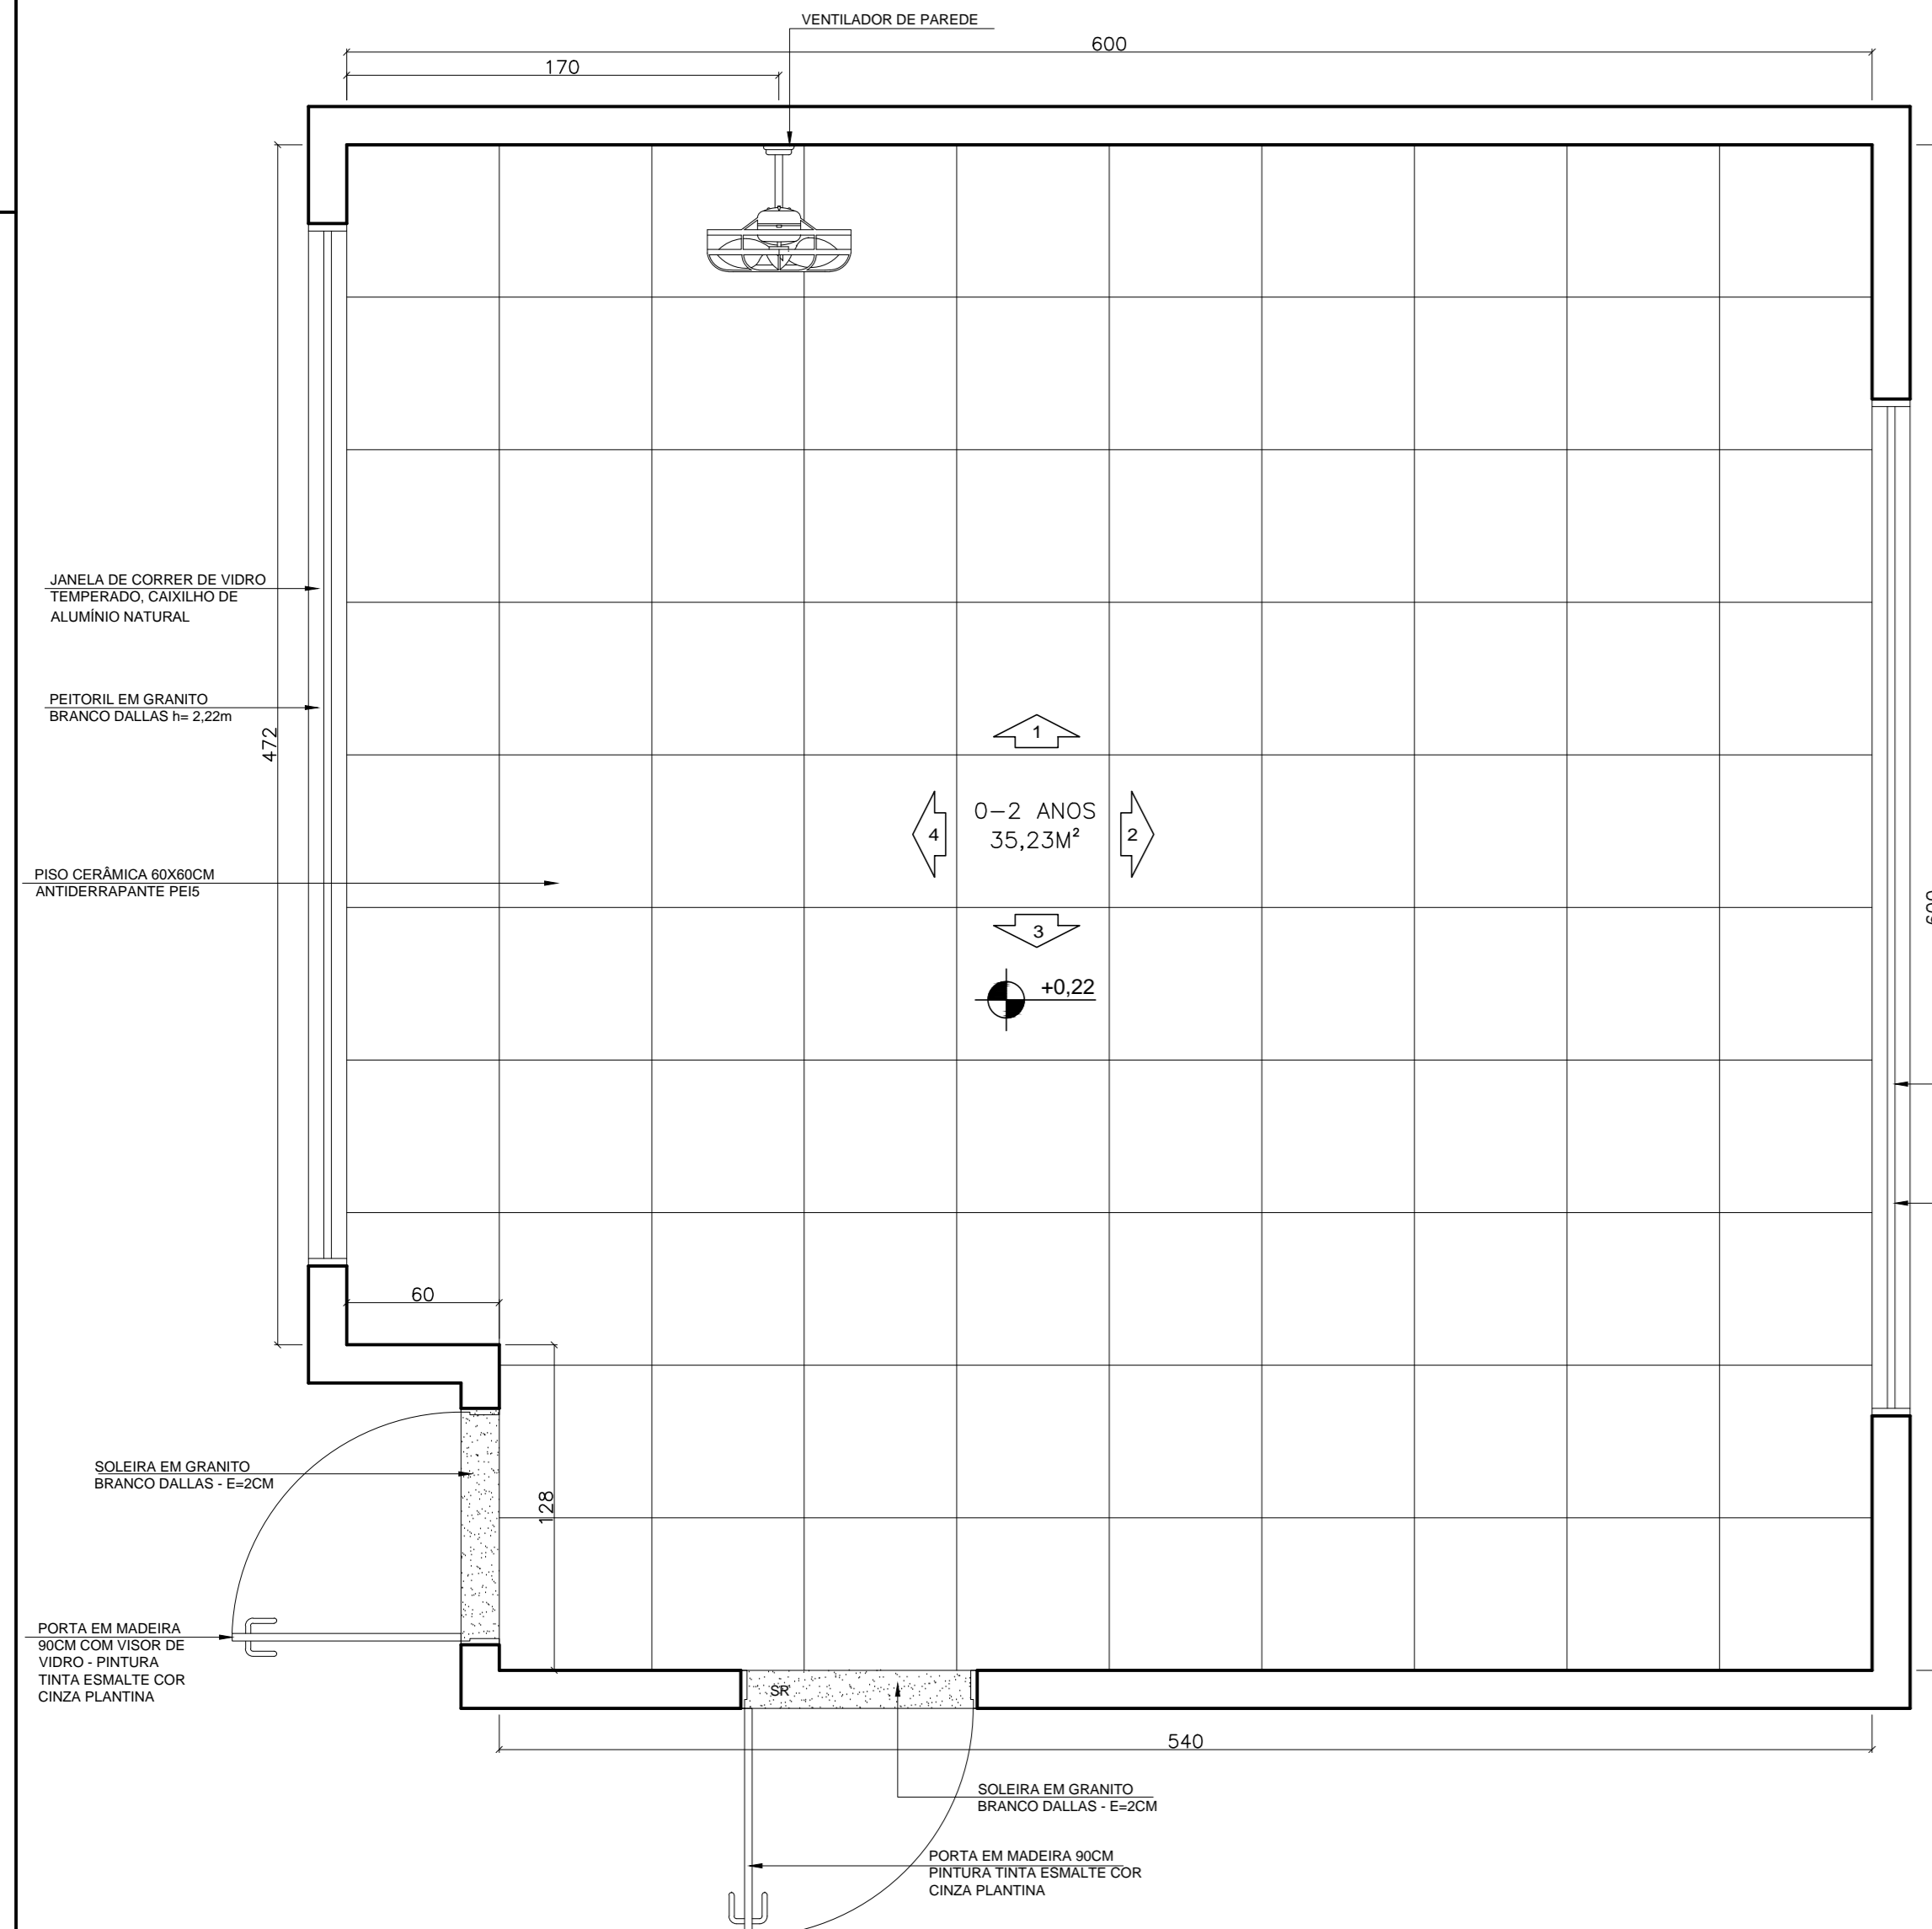 VENTILADOR DE PAREDE
600
170
JANELA DE CORRER DE VIDRO
TEMPERADO, CAIXILHO DE
ALUMÍNIO NATURAL
PEITORIL EM GRANITO
BRANCO DALLAS h= 2,22m
472
1
0-2 ANOS
35,23M²
4
2
PISO CERÂMICA 60X60CM
ANTIDERRAPANTE PEI5
600
3
+0,22
60
SOLEIRA EM GRANITO
BRANCO DALLAS - E=2CM
128
PORTA EM MADEIRA
90CM COM VISOR DE
VIDRO - PINTURA
TINTA ESMALTE COR
CINZA PLANTINA
SR
540
SOLEIRA EM GRANITO
BRANCO DALLAS - E=2CM
PORTA EM MADEIRA 90CM
PINTURA TINTA ESMALTE COR
CINZA PLANTINA